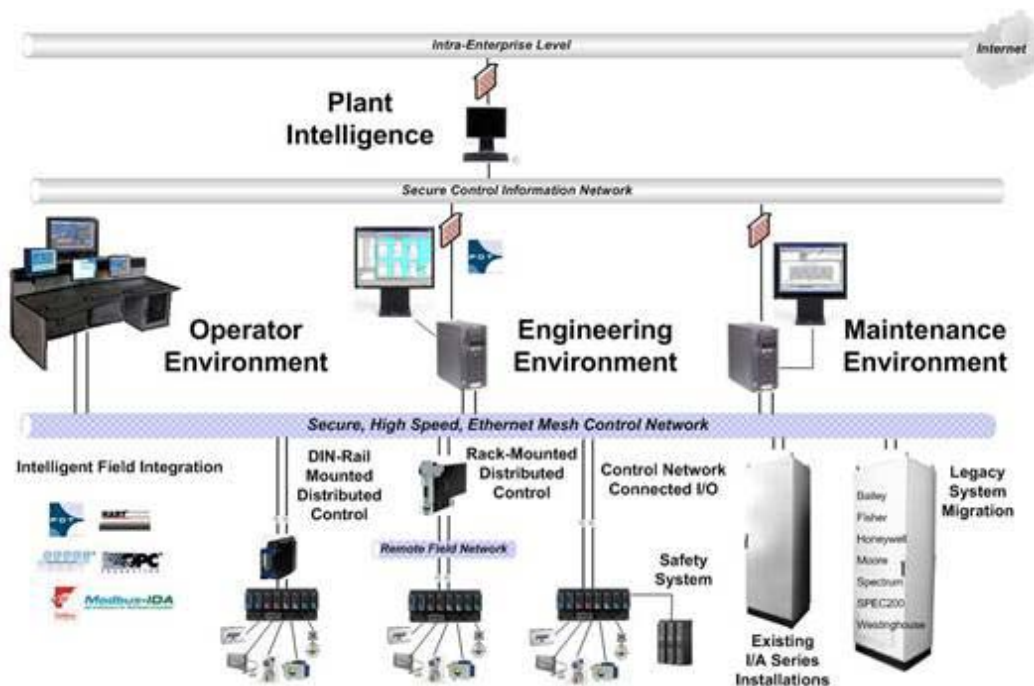 Intra-Enterprise Level
Internet
Plant
Intelligence
Secure Control Information Network
FDT
Operator
Environment
Engineering
Environment
Maintenance
Environment
Secure, High Speed, Ethernet Mesh Control Network
Intelligent Field Integration
DIN-Rail
Mounted
Distributed
Control
Rack-Mounted
Distributed
Control
Control Network
Connected I/O
Legacy
System
Migration
FDT
HART
OPC
Modbus-IDA
Remote Field Network
Safety
System
Bailey
Fisher
Honeywell
Moore
Spectrum
SPEC200
Westinghouse
Existing
I/A Series
Installations